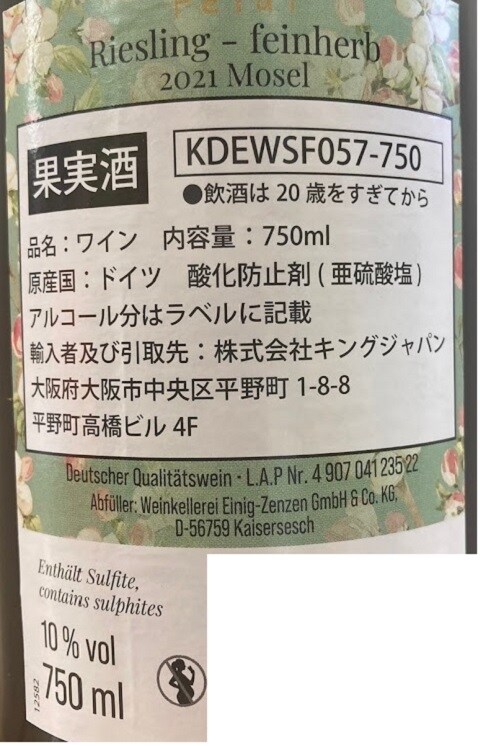 Riesling - feinherb
2021 Mosel
果実酒
KDEWSF057-750
●飲酒は20歳をすぎてから
品名：ワイン 内容量：750ml
原産国：ドイツ 酸化防止剤(亜硫酸塩)
アルコール分はラベルに記載
輸入者及び引取先：株式会社キングジャパン
大阪府大阪市中央区平野町 1-8-8
平野町高橋ビル 4F
Deutscher Qualitätswein · L.A.P Nr. 4 907 041 235 22
Abfüller: Weinkellerei Einig-Zenzen GmbH & Co. KG,
D-56759 Kaisersesch
Enthält Sulfite,
contains sulphites
10 % vol
750 ml
12582